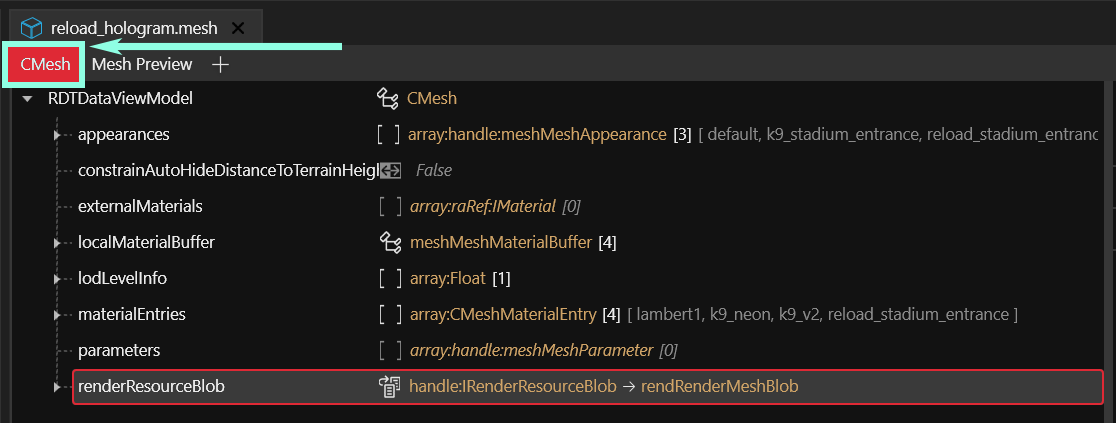 reload_hologram.mesh ×
CMesh Mesh Preview +
RDTDataViewModel CMesh
appearances [ ] array:handle:meshMeshAppearance [3] [ default, k9_stadium_entrance, reload_stadium_entranc
constrainAutoHideDistanceToTerrainHeigl False
externalMaterials [ ] array:raRef:IMaterial [0]
localMaterialBuffer meshMeshMaterialBuffer [4]
lodLevelInfo [ ] array:Float [1]
materialEntries [ ] array:CMeshMaterialEntry [4] [ lambert1, k9_neon, k9_v2, reload_stadium_entrance ]
parameters [ ] array:handle:meshMeshParameter [0]
renderResourceBlob handle:IRenderResourceBlob → rendRenderMeshBlob